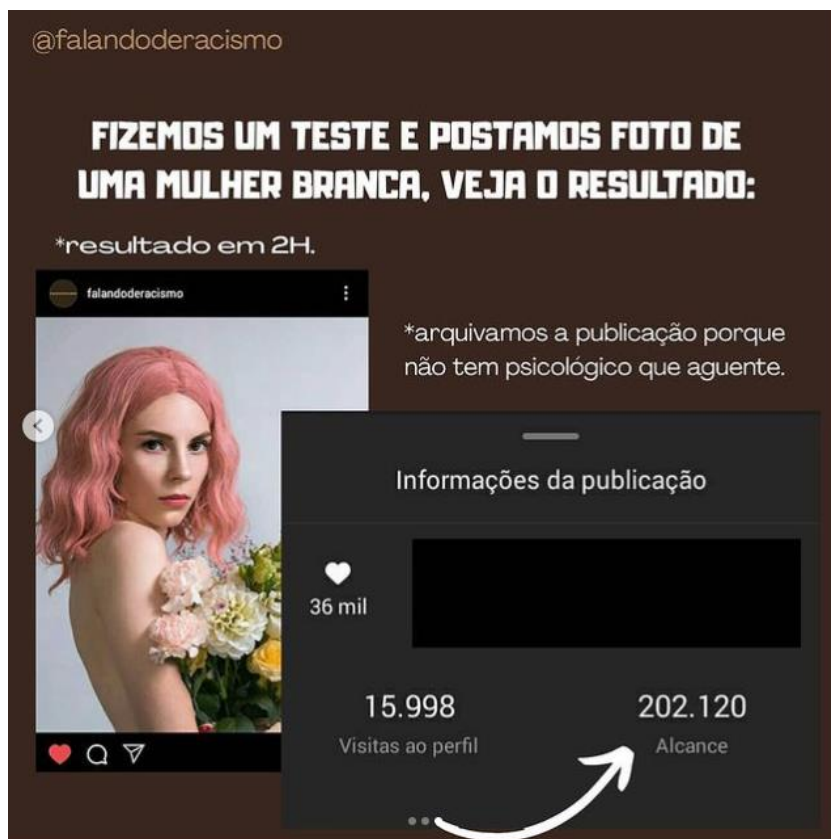 @falandoderacismo
FIZEMOS UM TESTE E POSTAMOS FOTO DE
UMA MULHER BRANCA, VEJA O RESULTADO:
*resultado em 2H.
falandoderacismo
*arquivamos a publicação porque
não tem psicológico que aguente.
Informações da publicação
36 mil
15.998
202.120
Visitas ao perfil
Alcance